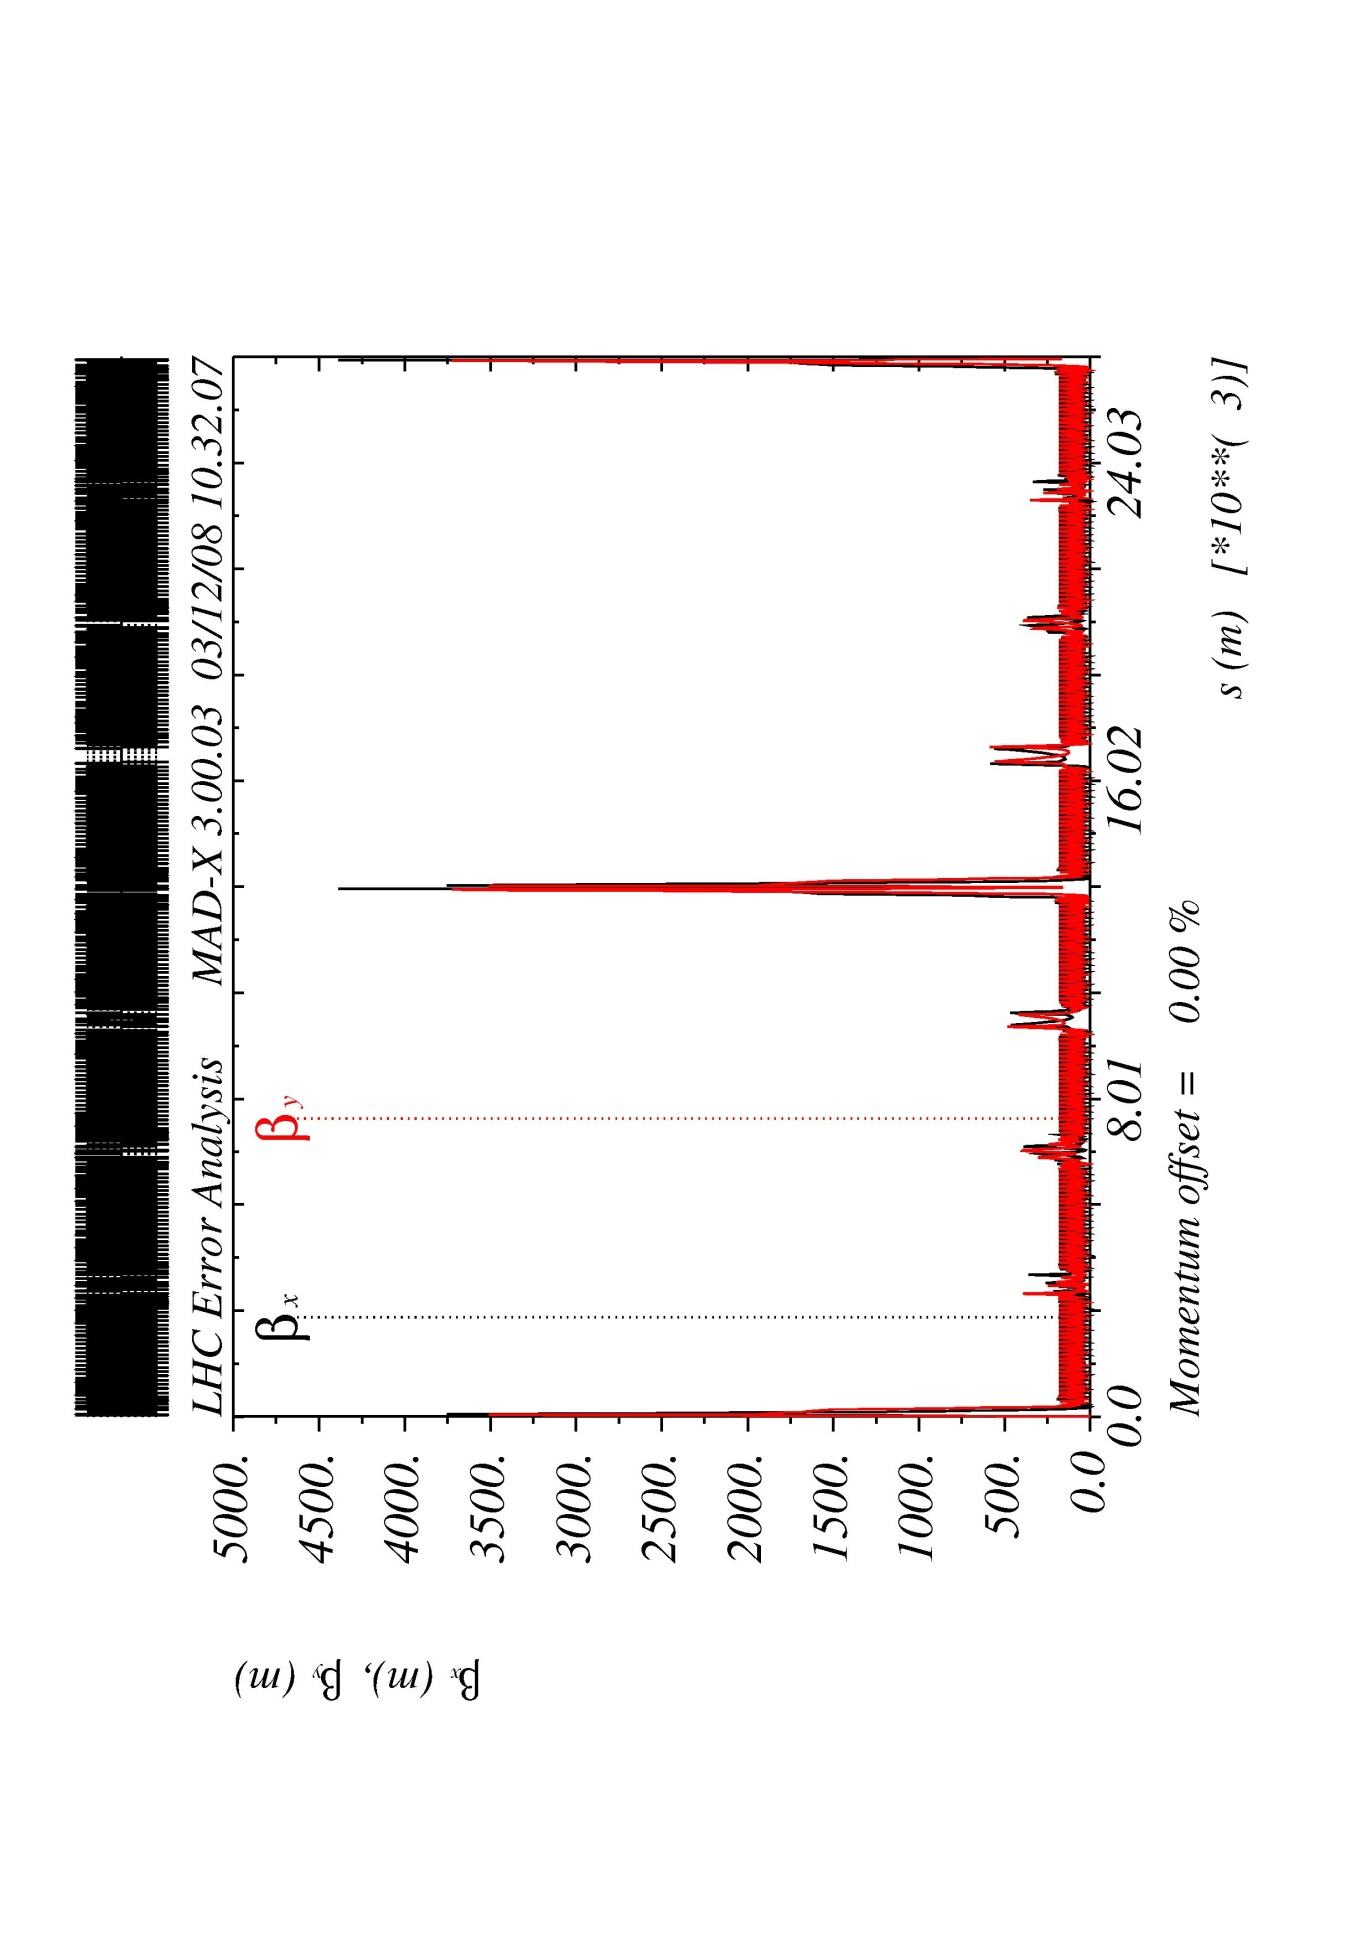 LHC Error Analysis MAD-X 3.00.03 03/12/08 10.32.07
βx βy
5000.
4500.
4000.
3500.
3000.
2500.
2000.
1500.
1000.
500.
0.0
0.0 8.01 16.02 24.03
Momentum offset = 0.00 %
s (m) [*10**( 3)]
βx (m), βy (m)